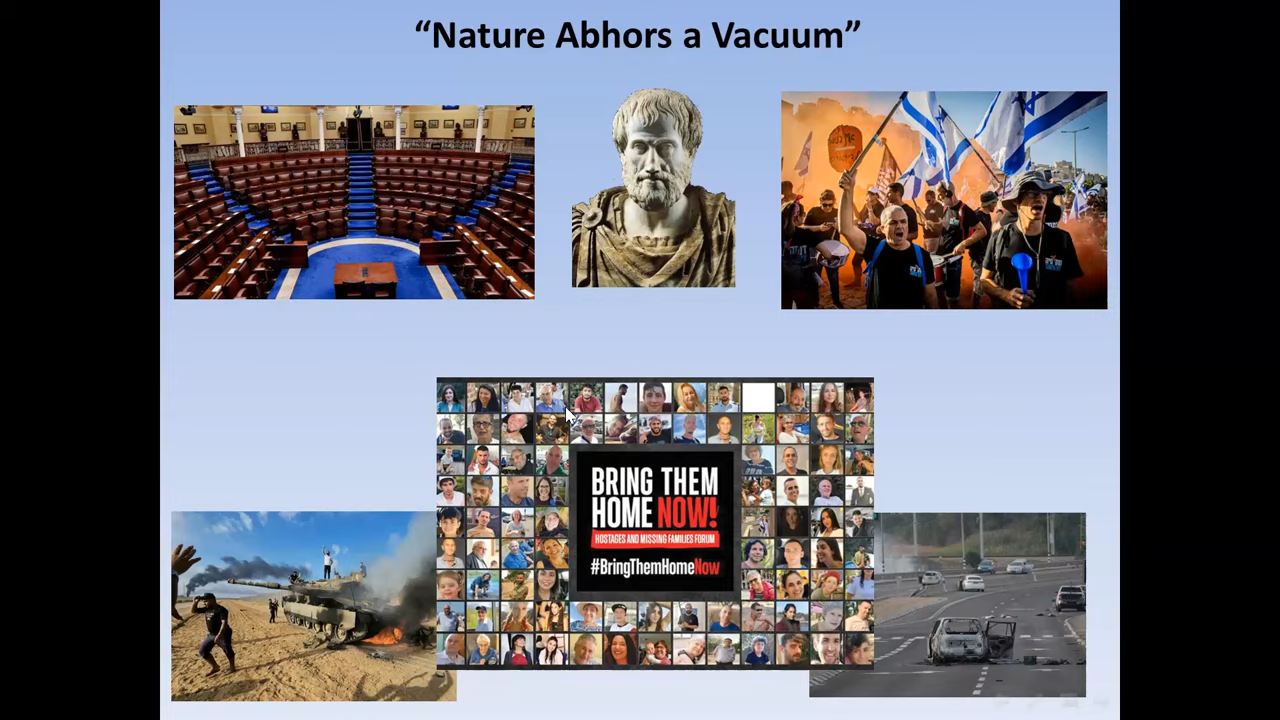 “Nature Abhors a Vacuum”
BRING THEM
HOME NOW!
HOSTAGES AND MISSING FAMILIES FORUM
#BringThemHomeNow